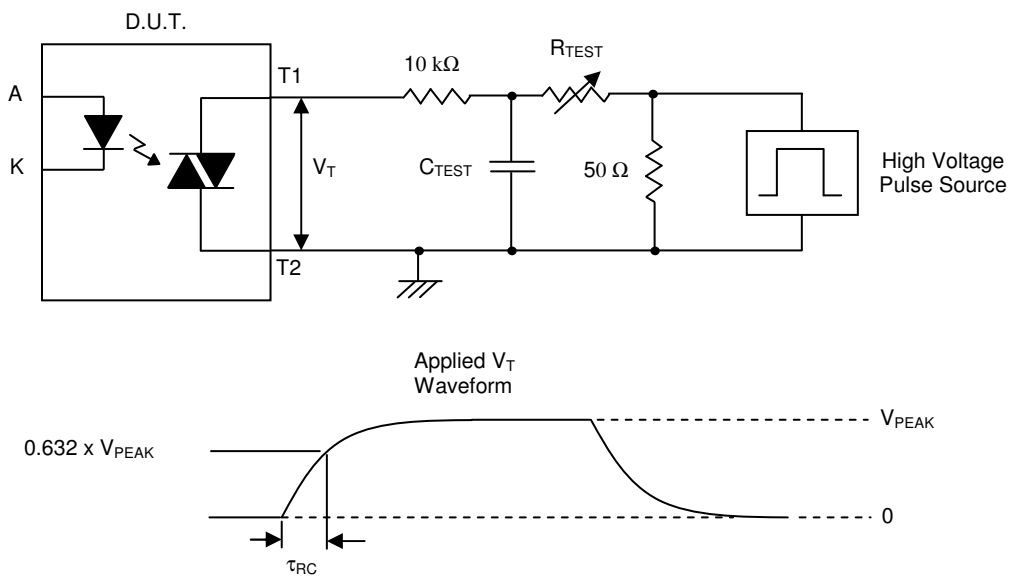 D.U.T.
A
K
T1
T2
V_T
10 kΩ
R_TEST
C_TEST
50 Ω
High Voltage
Pulse Source
Applied V_T
Waveform
0.632 x V_PEAK
V_PEAK
0
τ_RC